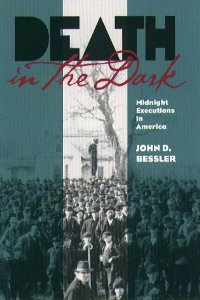 DEATH
in the Dark
Midnight
Executions
in
America
JOHN D.
BESSLER